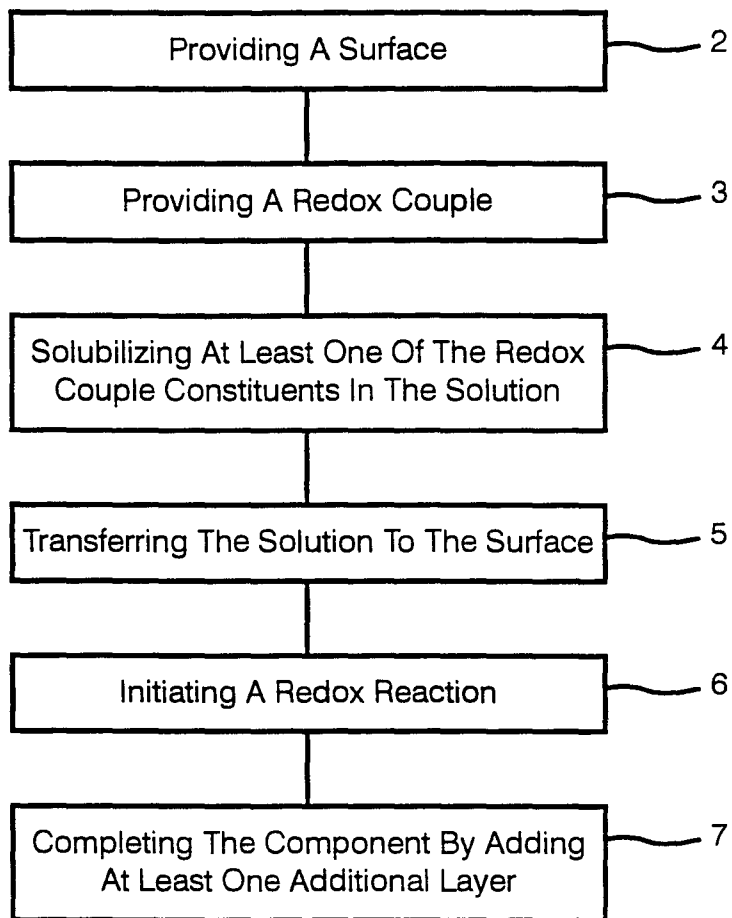 Providing A Surface
2
Providing A Redox Couple
3
Solubilizing At Least One Of The Redox
Couple Constituents In The Solution
4
Transferring The Solution To The Surface
5
Initiating A Redox Reaction
6
Completing The Component By Adding
At Least One Additional Layer
7